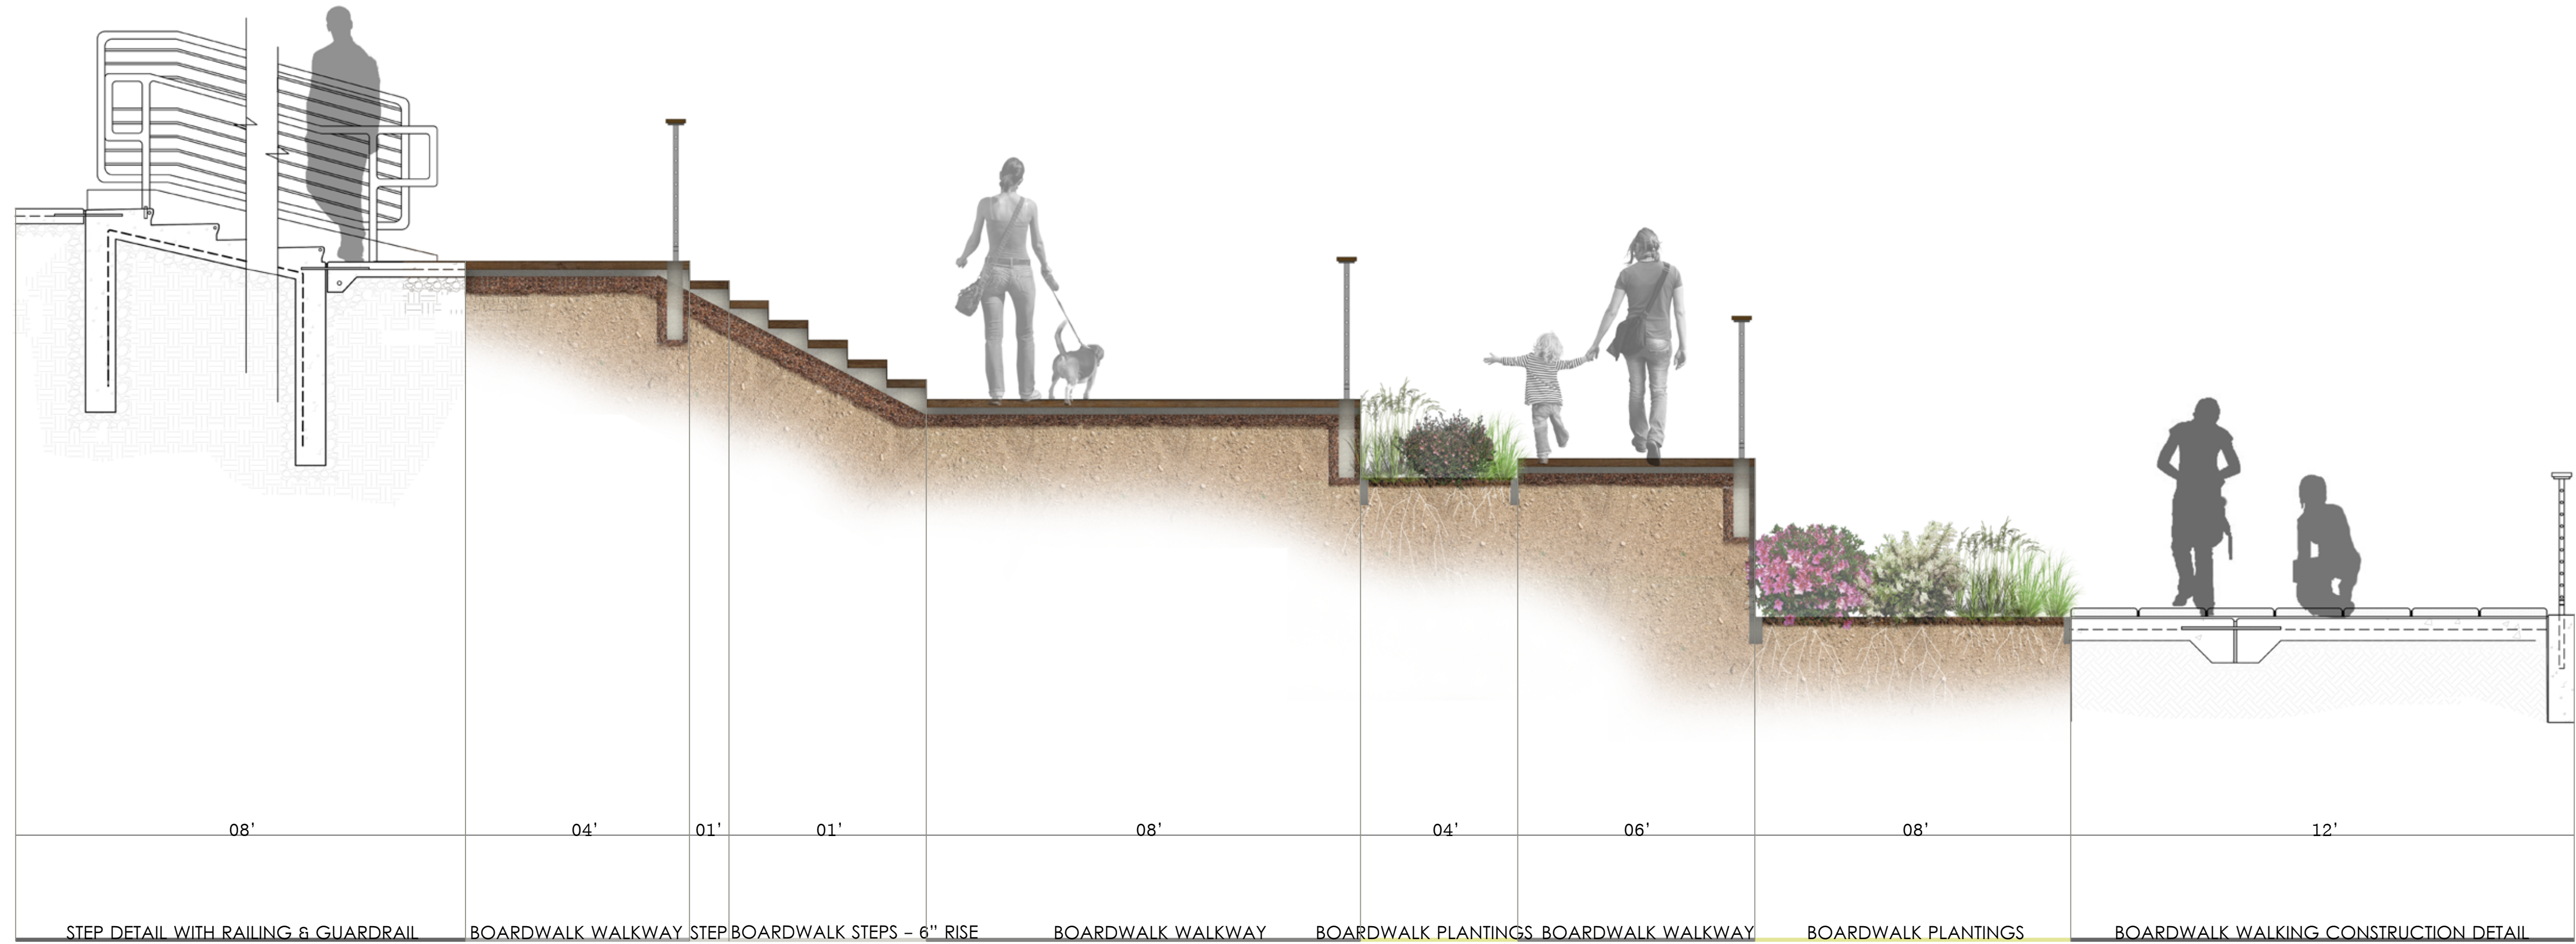 08' 04' 01' 01' 08' 04' 06' 08' 12'
STEP DETAIL WITH RAILING & GUARDRAIL BOARDWALK WALKWAY STEP BOARDWALK STEPS – 6” RISE BOARDWALK WALKWAY BOARDWALK PLANTINGS BOARDWALK WALKWAY BOARDWALK PLANTINGS BOARDWALK WALKING CONSTRUCTION DETAIL